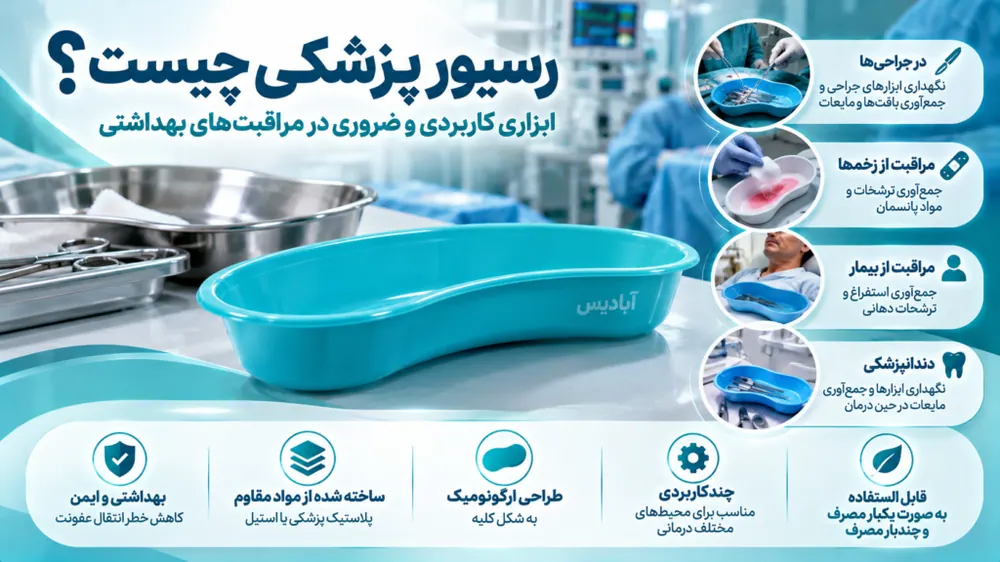 رسیور پزشکی چیست؟
ابزاری کاربردی و ضروری در مراقبت‌های بهداشتی
در جراحی‌ها
نگهداری ابزارهای جراحی و
جمع‌آوری بافت‌ها و مایعات
مراقبت از زخم‌ها
جمع‌آوری ترشحات و
مواد پانسمان
مراقبت از بیمار
جمع‌آوری استفراغ و
ترشحات دهانی
دندانپزشکی
نگهداری ابزارها و جمع‌آوری
مایعات در حین درمان
آبادیس
قابل الستفاده
به صورت یکبار مصرف
و چندبار مصرف
چندکاربردی
مناسب برای محیط‌های
مختلف درمانی
طراحی ارگونومیک
به شکل کلیه
ساخته شده از مواد مقاوم
پلاستیک پزشکی یا استیل
بهداشتی و ایمن
کاهش خطر انتقال عفونت